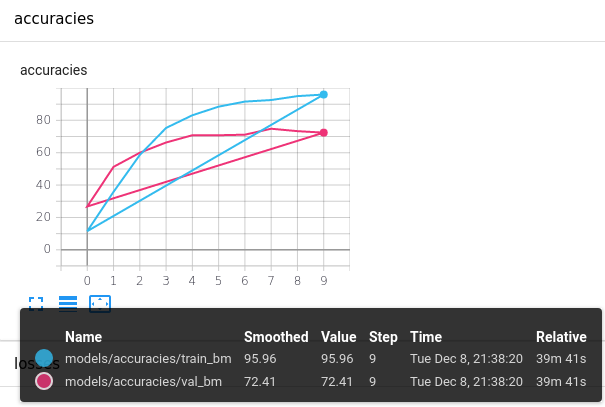 accuracies
accuracies
80
60
40
20
0
0 1 2 3 4 5 6 7 8 9
Name Smoothed Value Step Time Relative
models/accuracies/train_bm 95.96 95.96 9 Tue Dec 8, 21:38:20 39m 41s
models/accuracies/val_bm 72.41 72.41 9 Tue Dec 8, 21:38:20 39m 41s
losses